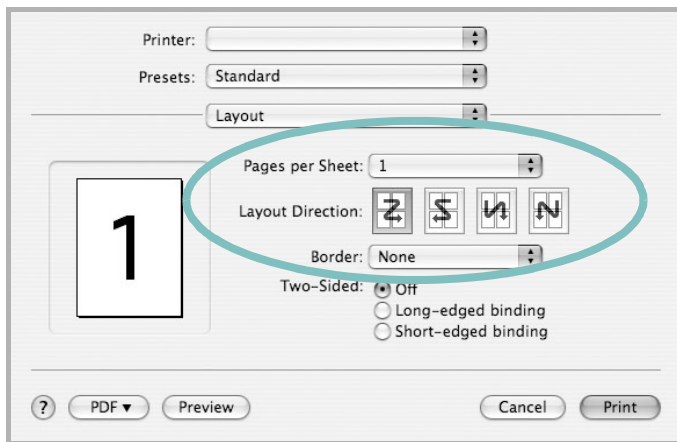 Printer:
Presets: Standard
Layout
Pages per Sheet: 1
Layout Direction:
Border: None
Two-Sided: Off
Long-edged binding
Short-edged binding
1
? PDF▼ Preview Cancel Print